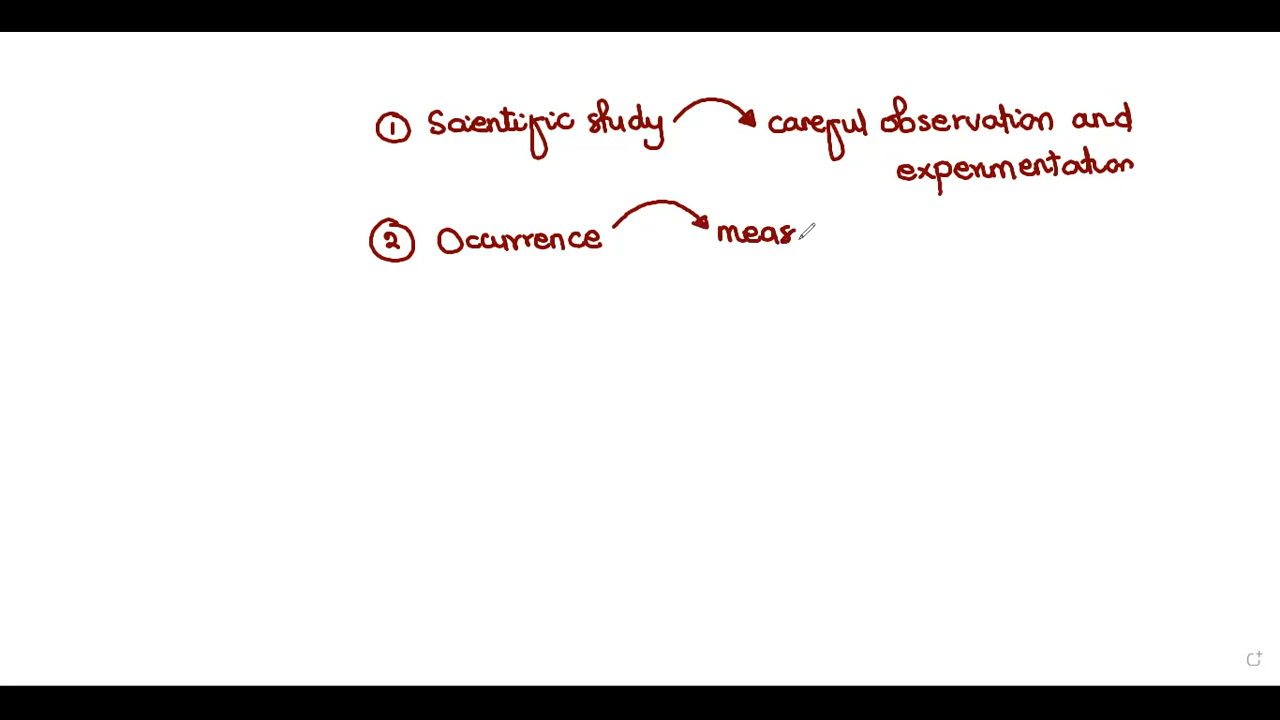 ① Scientific study careful observation and
experimentation
② Occurrence meas